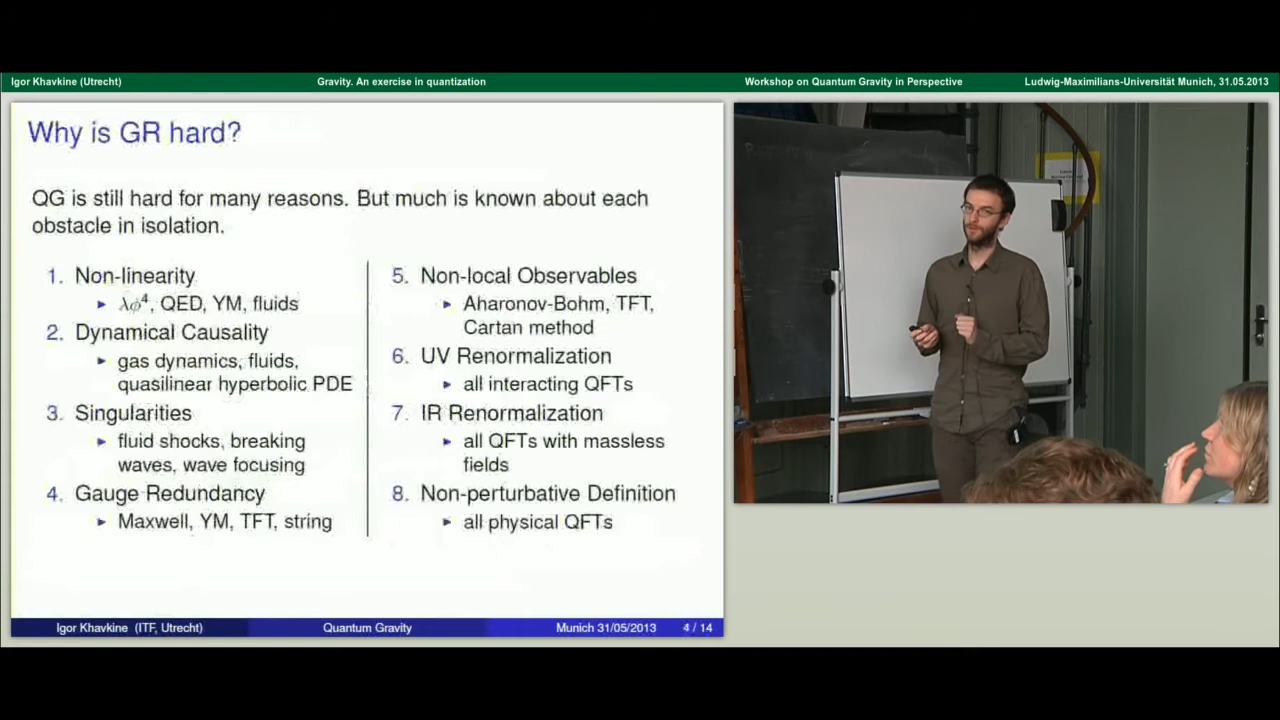 Igor Khavkine (Utrecht)
Gravity. An exercise in quantization
Workshop on Quantum Gravity in Perspective
Ludwig-Maximilians-Universität Munich, 31.05.2013
Why is GR hard?
QG is still hard for many reasons. But much is known about each
obstacle in isolation.
1. Non-linearity
► λϕ⁴, QED, YM, fluids
2. Dynamical Causality
► gas dynamics, fluids,
quasilinear hyperbolic PDE
3. Singularities
► fluid shocks, breaking
waves, wave focusing
4. Gauge Redundancy
► Maxwell, YM, TFT, string
5. Non-local Observables
► Aharonov-Bohm, TFT,
Cartan method
6. UV Renormalization
► all interacting QFTs
7. IR Renormalization
► all QFTs with massless
fields
8. Non-perturbative Definition
► all physical QFTs
Igor Khavkine (ITF, Utrecht)
Quantum Gravity
Munich 31/05/2013
4 / 14